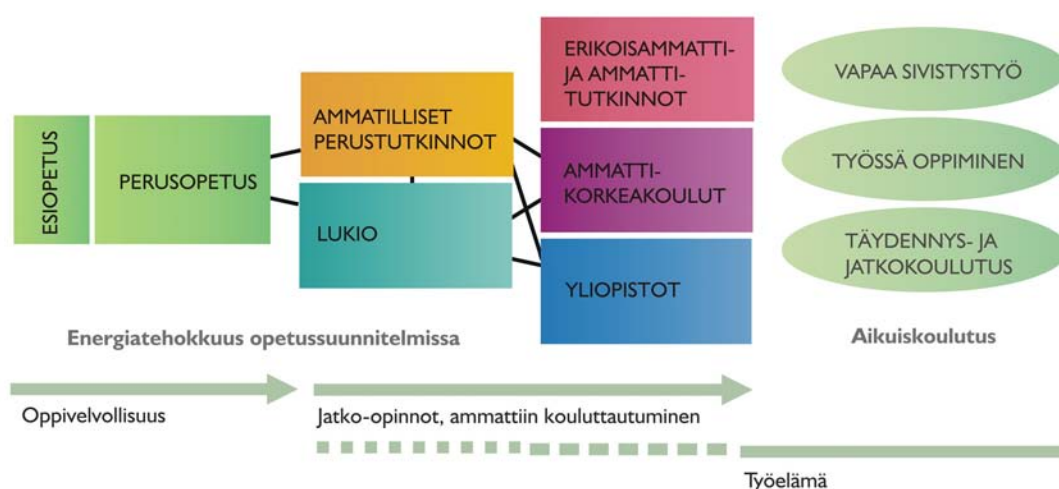 ESIOPETUS
PERUSOPETUS
AMMATILLISET
PERUSTUTKINNOT
LUKIO
ERIKOISAMMATTI-
JA AMMATTI-
TUTKINNOT
AMMATTI-
KORKEAKOULUT
YLIOPISTOT
VAPAA SIVISTYSTYÖ
TYÖSSÄ OPPIMINEN
TÄYDENNYS- JA
JATKOKOULUTUS
Energiatehokkuus opetussuunnitelmissa
Aikuiskoulutus
Oppivelvollisuus
Jatko-opinnot, ammattiin kouluttautuminen
Työelämä